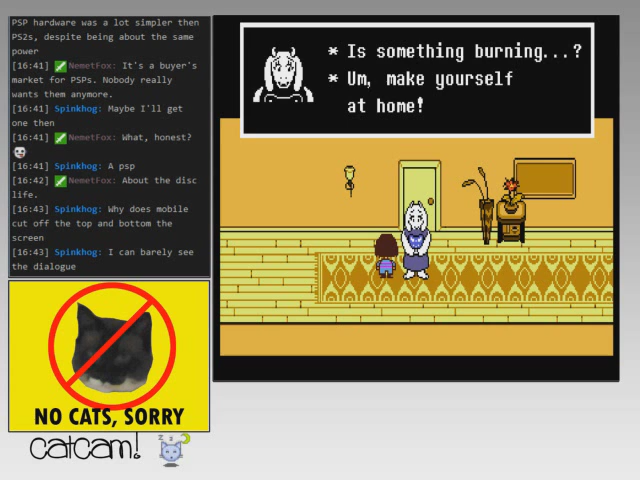 PSP hardware was a lot simpler then
PS2s, despite being about the same
power
[16:41] NemetFox: It's a buyer's
market for PSPs. Nobody really
wants them anymore.
[16:41] Spinkhog: Maybe I'll get
one then
[16:41] NemetFox: What, honest?
[16:41] Spinkhog: A psp
[16:42] NemetFox: About the disc
life.
[16:43] Spinkhog: Why does mobile
cut off the top and bottom the
screen
[16:43] Spinkhog: I can barely see
the dialogue
* Is something burning...?
* Um, make yourself
at home!
NO CATS, SORRY
catcam!
z z z